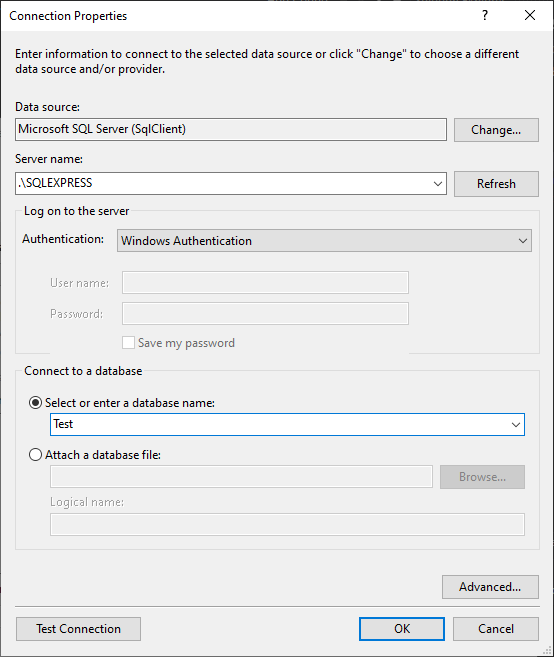 Connection Properties
?
Enter information to connect to the selected data source or click "Change" to choose a different
data source and/or provider.
Data source:
Microsoft SQL Server (SqlClient)
Change...
Server name:
.\SQLEXPRESS
Refresh
Log on to the server
Authentication:
Windows Authentication
User name:
Password:
Save my password
Connect to a database
Select or enter a database name:
Test
Attach a database file:
Browse...
Logical name:
Advanced...
Test Connection
OK
Cancel